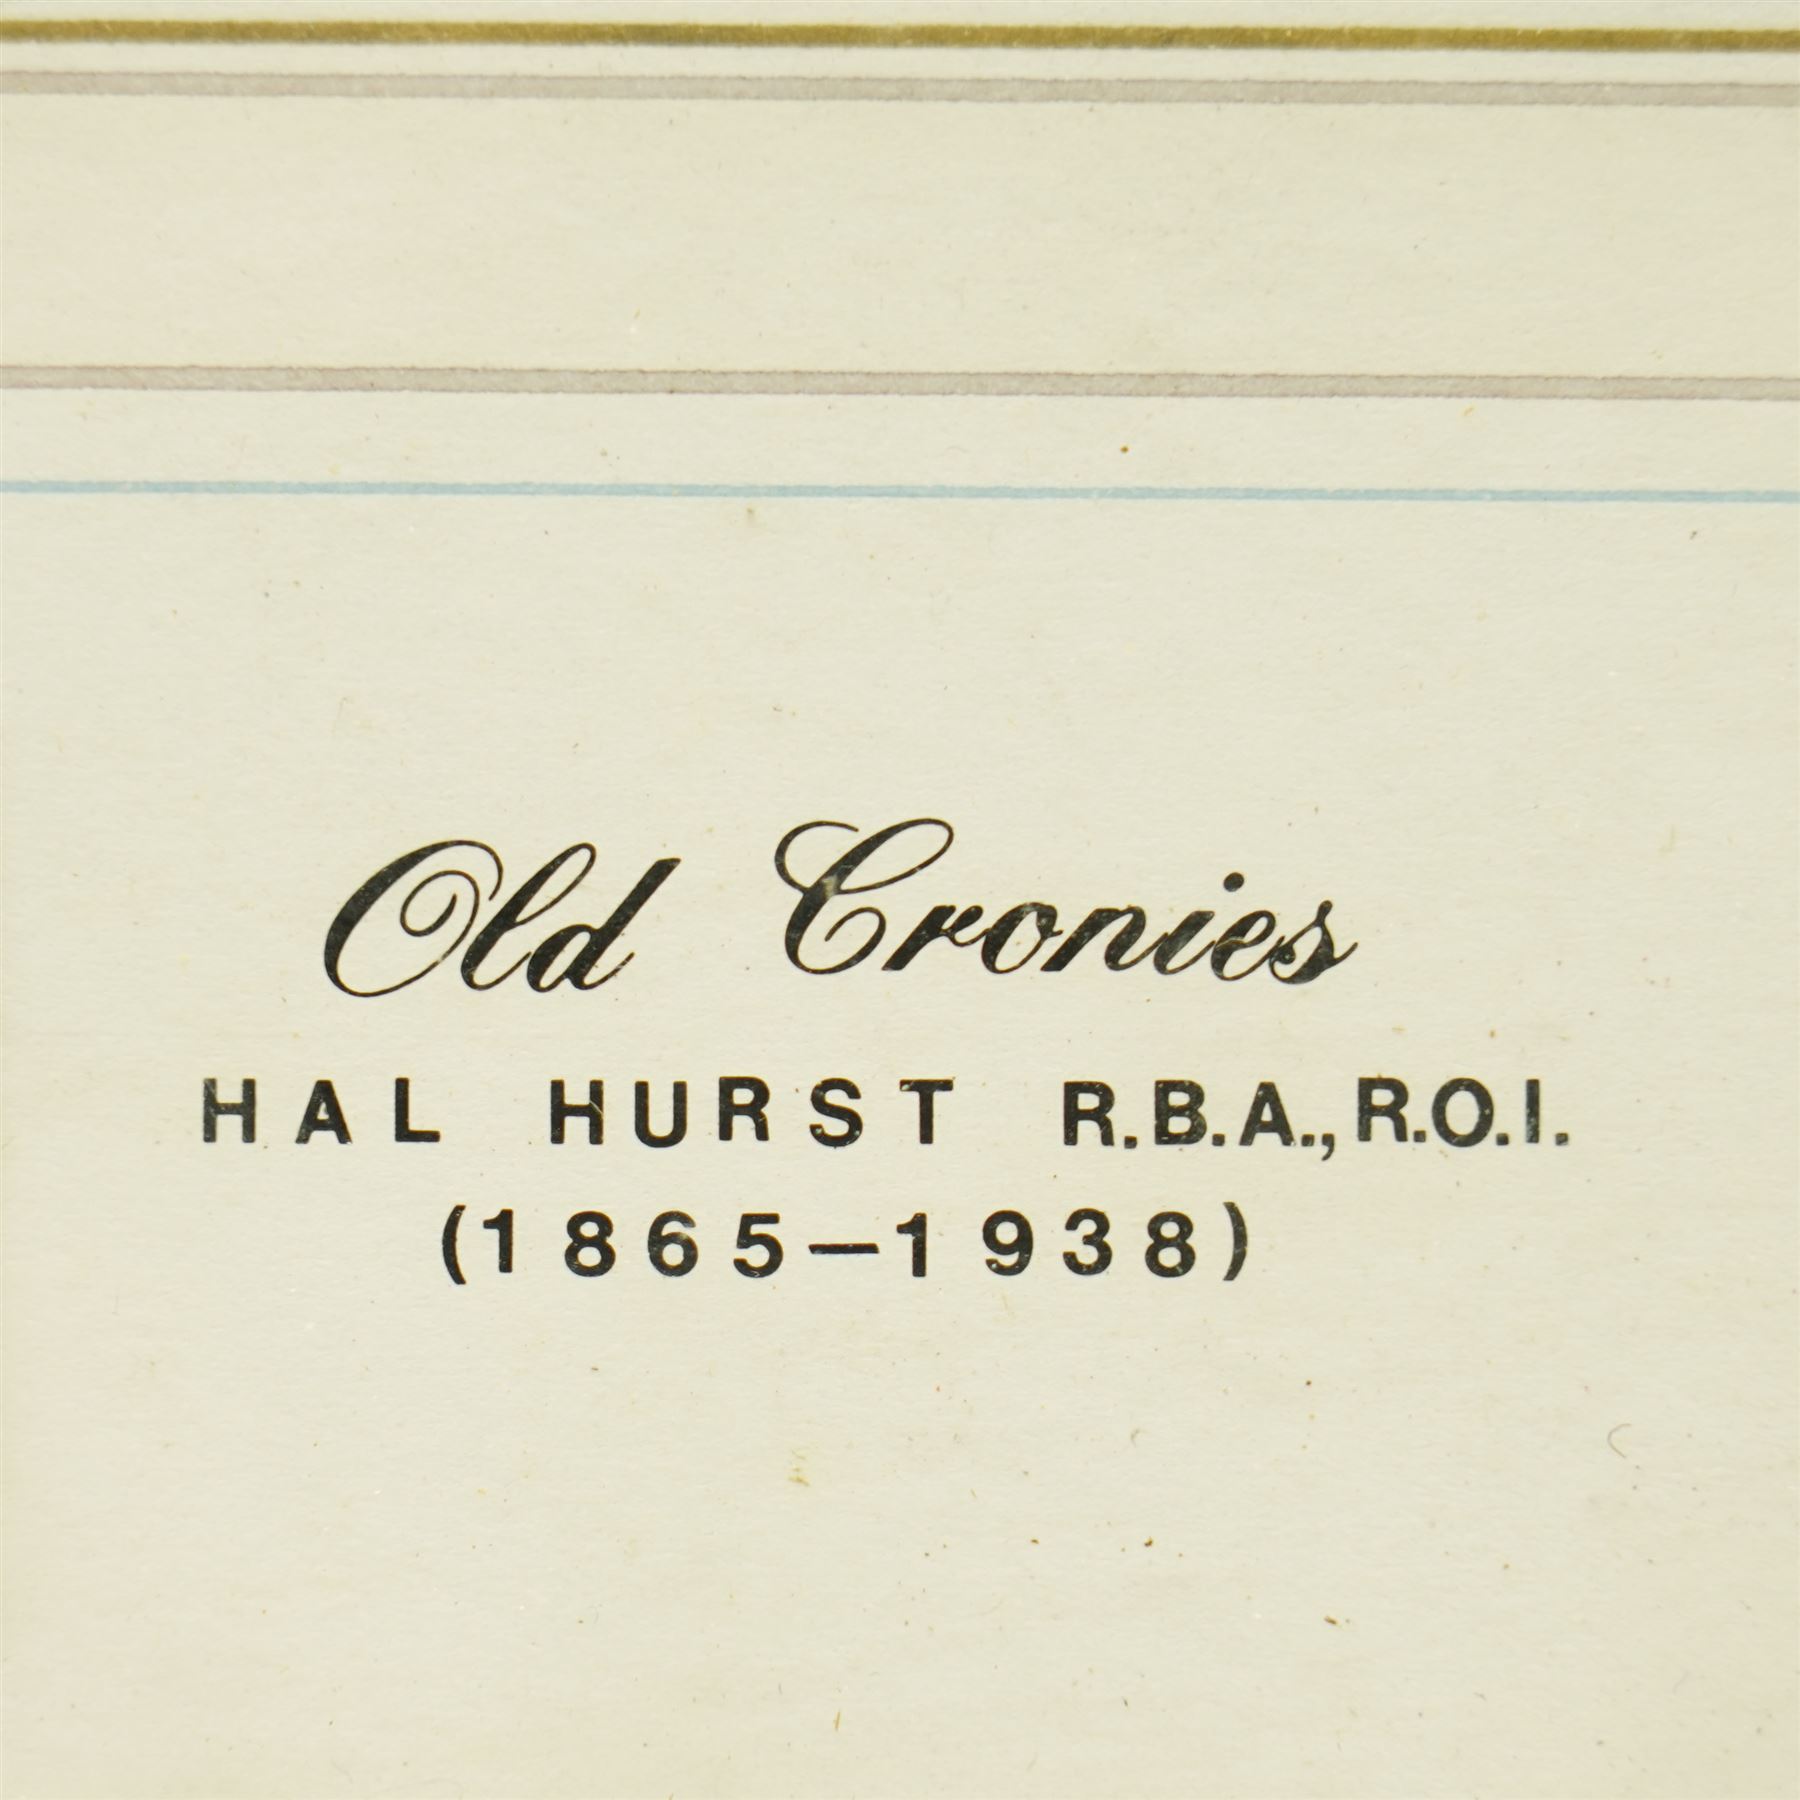 Old Cronies
HAL HURST R.B.A.,R.O.I.
(1865–1938)